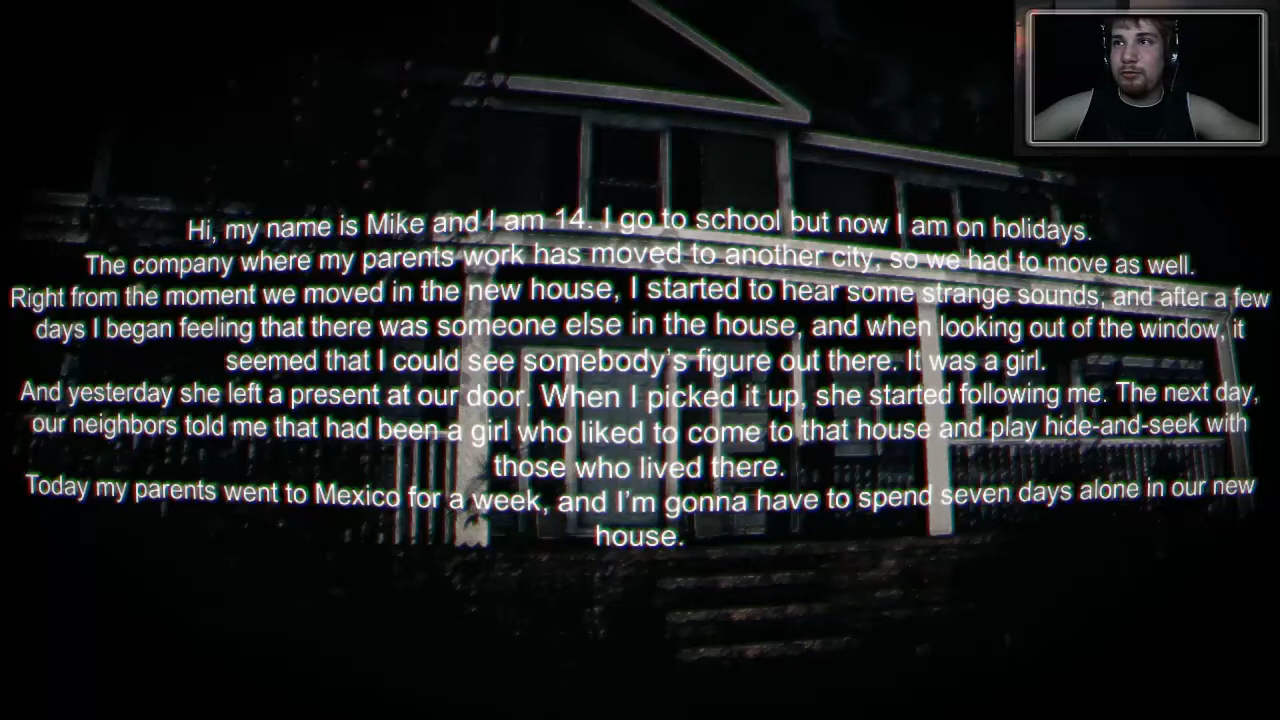 Hi, my name is Mike and I am 14. I go to school but now I am on holidays.
The company where my parents work has moved to another city, so we had to move as well.
Right from the moment we moved in the new house, I started to hear some strange sounds, and after a few
days I began feeling that there was someone else in the house, and when looking out of the window, it
seemed that I could see somebody's figure out there. It was a girl.
And yesterday she left a present at our door. When I picked it up, she started following me. The next day,
our neighbors told me that had been a girl who liked to come to that house and play hide-and-seek with
those who lived there.
Today my parents went to Mexico for a week, and I'm gonna have to spend seven days alone in our new
house.